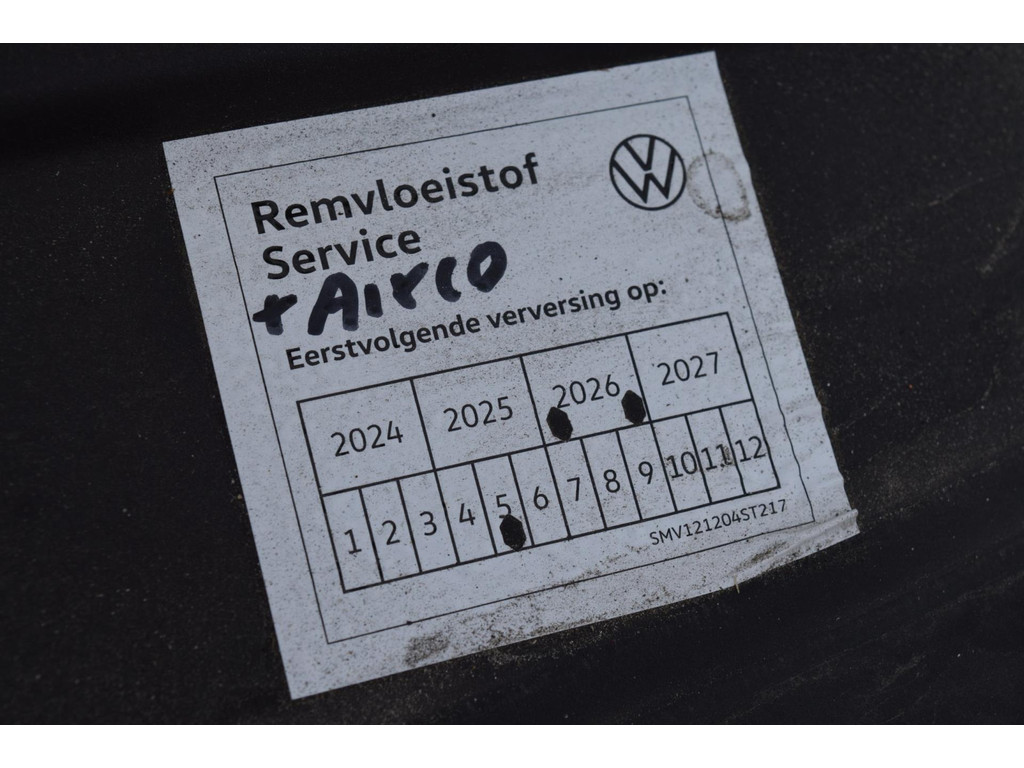 Remvloeistof
Service
+ AIRCO
Eerstvolgende verversing op:
2024 2025 2026 2027
1 2 3 4 5 6 7 8 9 10 11 12
SMV121204ST217